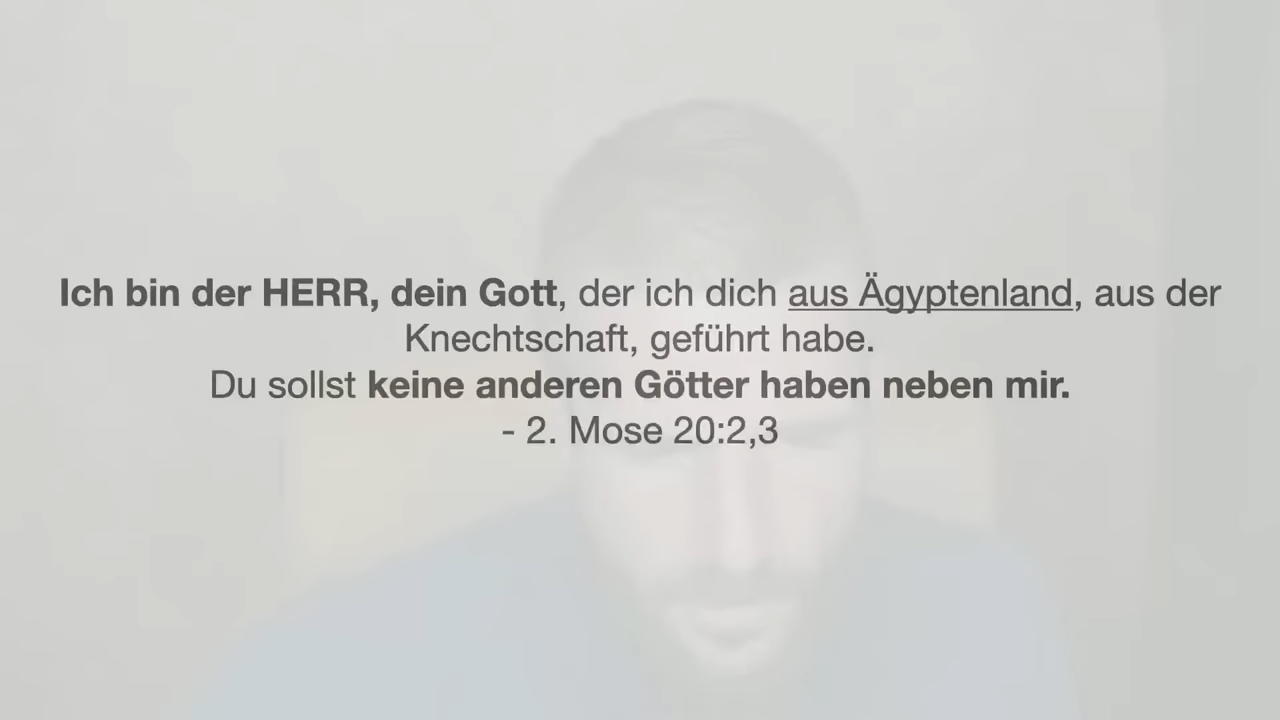 Ich bin der HERR, dein Gott, der ich dich aus Ägyptenland, aus der
Knechtschaft, geführt habe.
Du sollst keine anderen Götter haben neben mir.
- 2. Mose 20:2,3